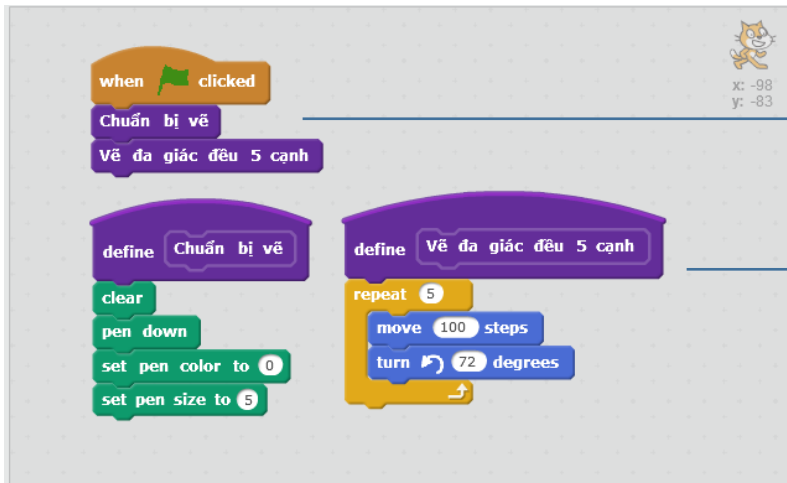 when clicked
Chuẩn bị vẽ
Vẽ đa giác đều 5 cạnh
x: -98
y: -83
define Chuẩn bị vẽ
clear
pen down
set pen color to 0
set pen size to 5
define Vẽ đa giác đều 5 cạnh
repeat 5
move 100 steps
turn 72 degrees